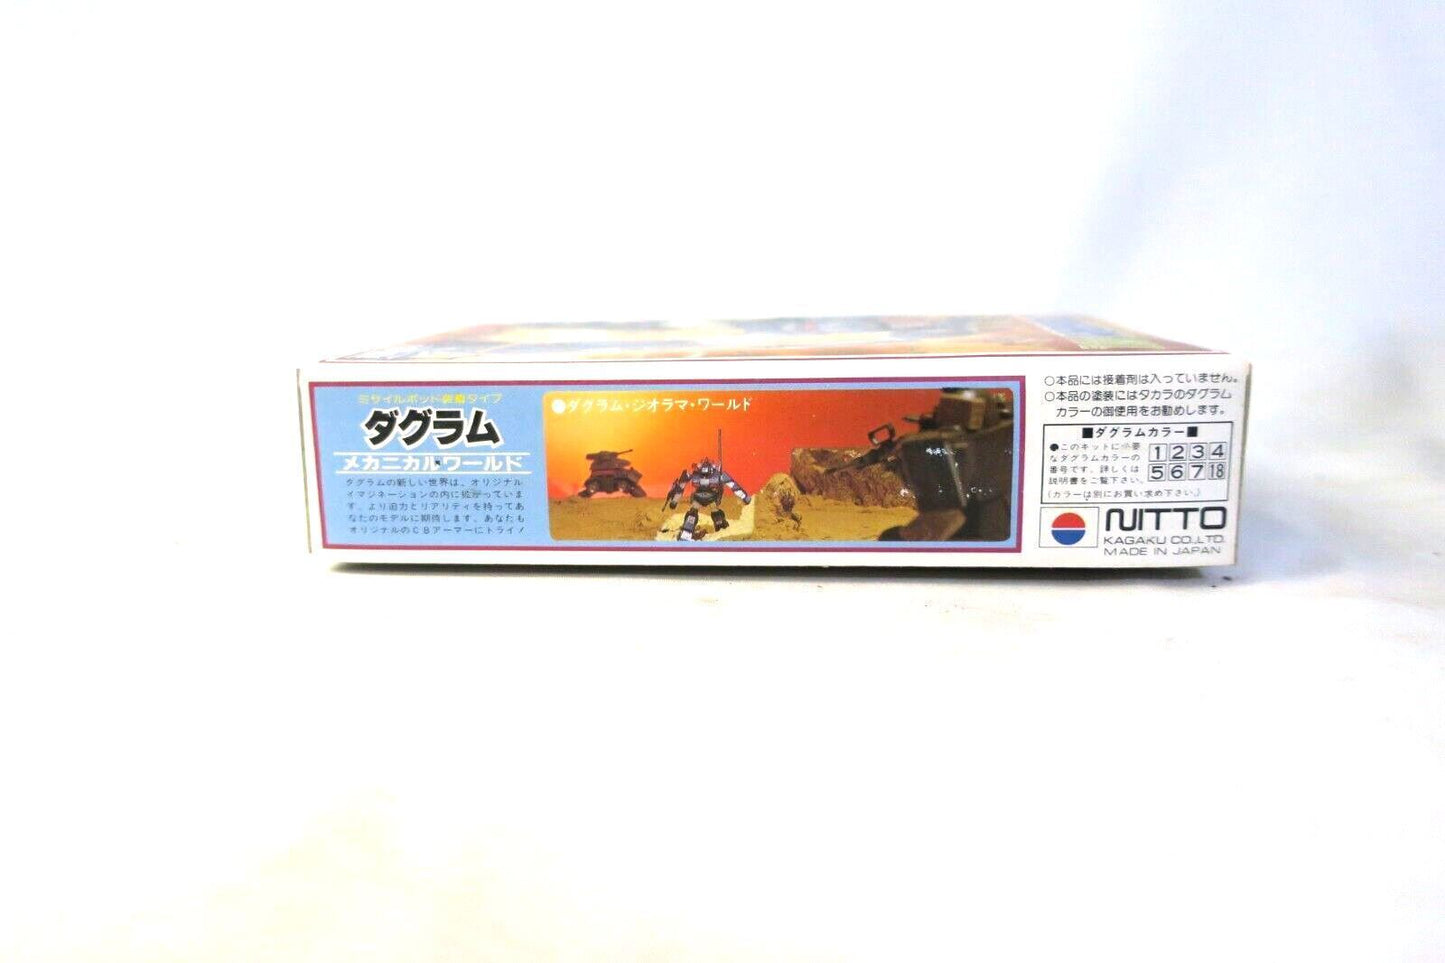 ミサイルポッド装着タイプ
ダグラム
メカニカル・ワールド
ダグラムの新しい世界は、オリジナル
イマジネーションの内に拡がっていま
す。より迫力とリアリティを持ってあ
なたのモデルに期待します。あなたも
オリジナルのCBアーマーにトライ！
●ダグラム・ジオラマ・ワールド
○本品には接着剤は入っていません。
○本品の塗装にはタカラのダグラム
カラーの御使用をお勧めします。
■ダグラムカラー■
●このキットに必要
なダグラムカラーの
番号です。詳しくは
説明書をご覧下さい。
1 2 3 4
5 6 7 18
(カラーは別にお買い求め下さい。)
NITTO
KAGAKU CO.,LTD.
MADE IN JAPAN